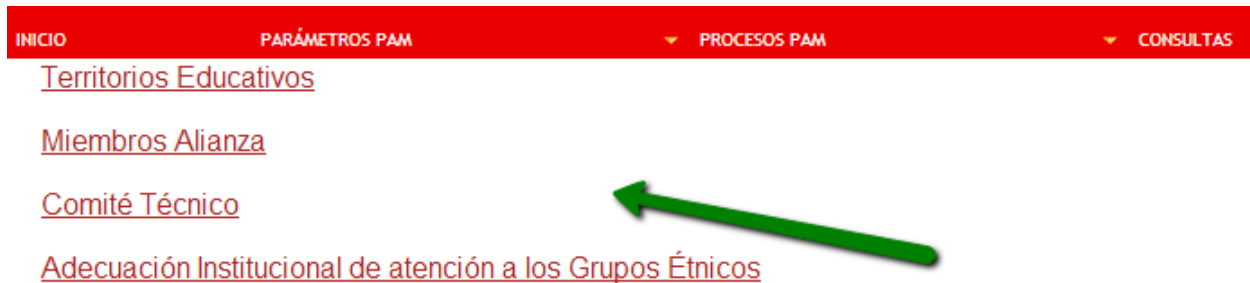 INICIO PARÁMETROS PAM PROCESOS PAM CONSULTAS
Territorios Educativos
Miembros Alianza
Comité Técnico
Adecuación Institucional de atención a los Grupos Étnicos